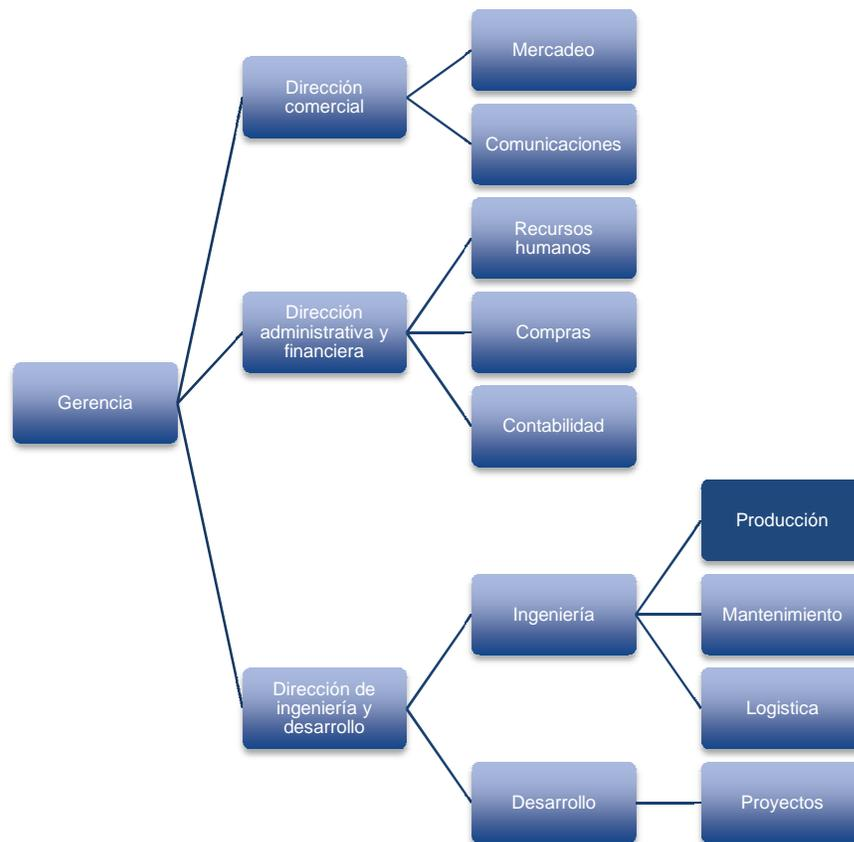 Mercadeo
Dirección
comercial
Comunicaciones
Recursos
humanos
Dirección
administrativa y
financiera
Compras
Gerencia
Contabilidad
Producción
Ingeniería
Mantenimiento
Dirección de
ingeniería y
desarrollo
Logistica
Desarrollo
Proyectos